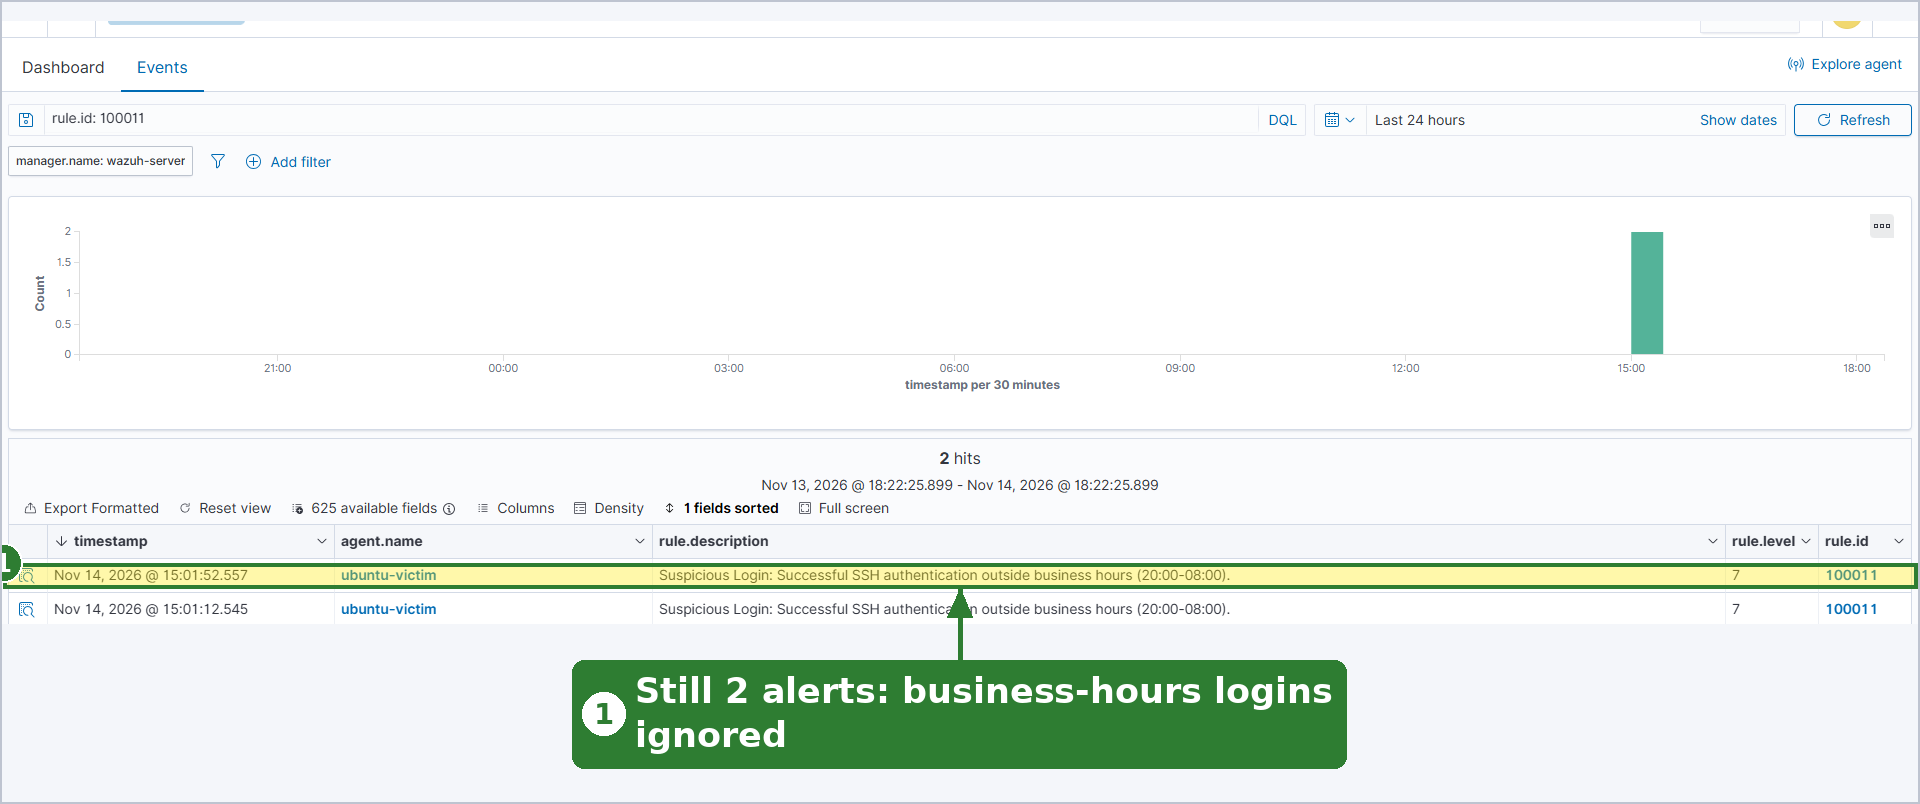 Dashboard
Events
Explore agent
rule.id: 100011
DQL
Last 24 hours
Show dates
Refresh
manager.name: wazuh-server
Add filter
2
1.5
1
0.5
0
Count
21:00
00:00
03:00
06:00
09:00
12:00
15:00
18:00
timestamp per 30 minutes
2 hits
Nov 13, 2026 @ 18:22:25.899 - Nov 14, 2026 @ 18:22:25.899
Export Formatted
Reset view
625 available fields
Columns
Density
1 fields sorted
Full screen
timestamp
agent.name
rule.description
rule.level
rule.id
1
Nov 14, 2026 @ 15:01:52.557
ubuntu-victim
Suspicious Login: Successful SSH authentication outside business hours (20:00-08:00).
7
100011
Nov 14, 2026 @ 15:01:12.545
ubuntu-victim
Suspicious Login: Successful SSH authentication outside business hours (20:00-08:00).
7
100011
1
Still 2 alerts: business-hours logins
ignored